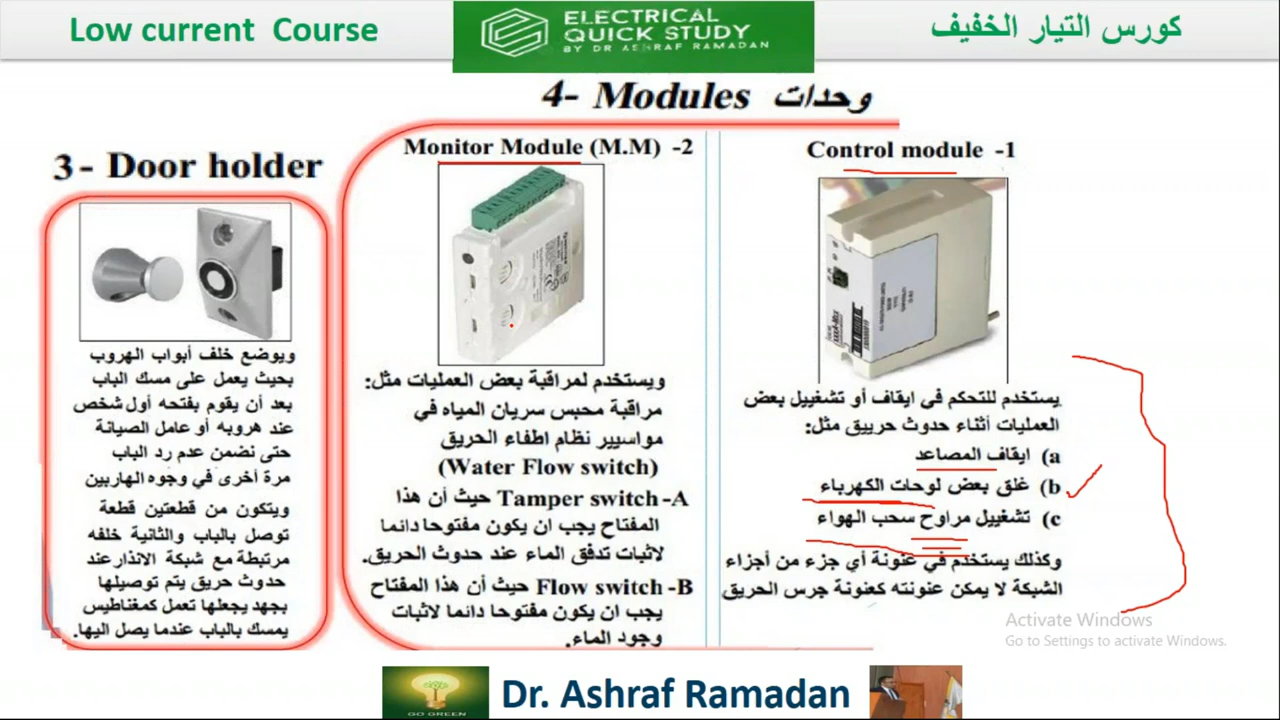 Low current Course
ELECTRICAL
QUICK STUDY
BY DR ASHRAF RAMADAN
كورس التيار الخفيف
4- Modules وحدات
Control module -1
يستخدم للتحكم في ايقاف أو تشغييل بعض
العمليات أثناء حدوث حرييق مثل:
a) ايقاف المصاعد
b) غلق بعض لوحات الكهرباء
c) تشغييل مراوح سحب الهواء
وكذلك يستخدم في عنونة أي جزء من أجزاء
الشبكة لا يمكن عنونته كعنونة جرس الحريق
Monitor Module (M.M) -2
ويستخدم لمراقبة بعض العمليات مثل:
مراقبة محبس سريان المياه في
مواسيير نظام اطفاء الحريق
(Water Flow switch)
A-Tamper switch حيث أن هذا
المفتاح يجب ان يكون مفتوحا دائما
لاثبات تدفق الماء عند حدوث الحريق.
B-Flow switch حيث أن هذا المفتاح
يجب ان يكون مفتوحا دائما لاثبات
وجود الماء.
3- Door holder
ويوضع خلف أبواب الهروب
بحيث يعمل على مسك الباب
بعد أن يقوم بفتحه أول شخص
عند هروبه أو عامل الصيانة
حتى نضمن عدم رد الباب
مرة أخرى في وجوه الهاربين
ويتكون من قطعتين قطعة
توصل بالباب والثانية خلفه
مرتبطة مع شبكة الانذار عند
حدوث حريق يتم توصيلها
بجهد يجعلها تعمل كمغناطيس
يمسك بالباب عندما يصل اليها.
Activate Windows
Go to Settings to activate Windows.
GO GREEN
Dr. Ashraf Ramadan